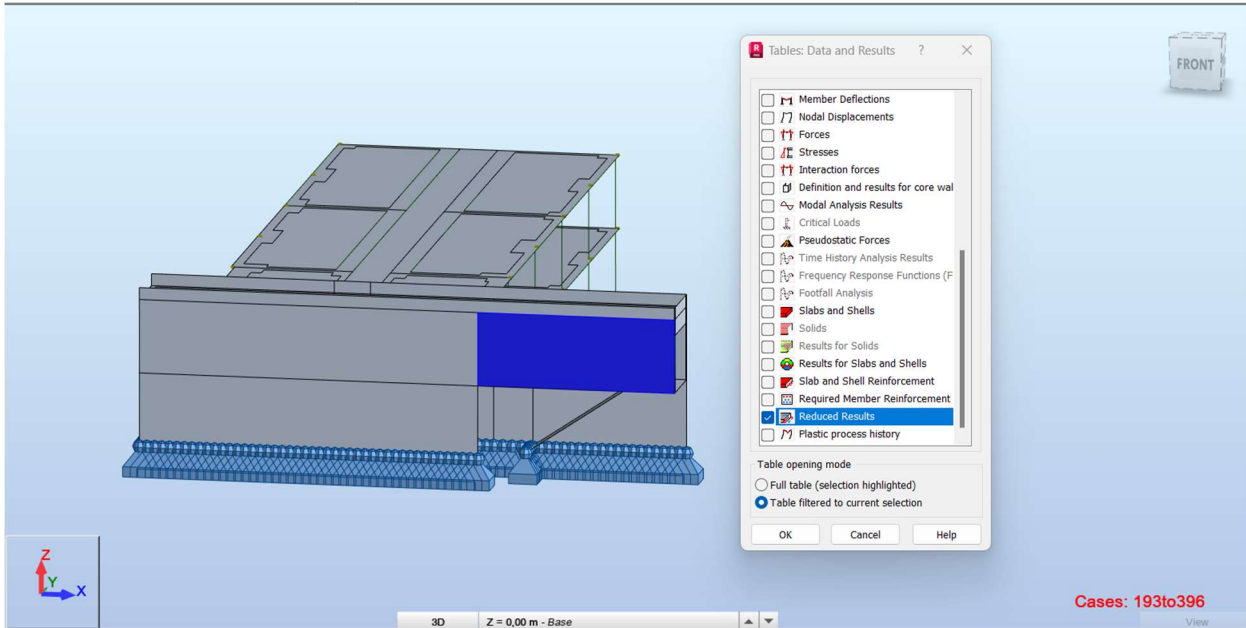 Tables: Data and Results ? ×
FRONT
Member Deflections
Nodal Displacements
Forces
Stresses
Interaction forces
Definition and results for core wal
Modal Analysis Results
Critical Loads
Pseudostatic Forces
Time History Analysis Results
Frequency Response Functions (F
Footfall Analysis
Slabs and Shells
Solids
Results for Solids
Results for Slabs and Shells
Slab and Shell Reinforcement
Required Member Reinforcement
Reduced Results
Plastic process history
Table opening mode
Full table (selection highlighted)
Table filtered to current selection
OK Cancel Help
Z
Y
X
Cases: 193to396
3D Z = 0,00 m - Base
View